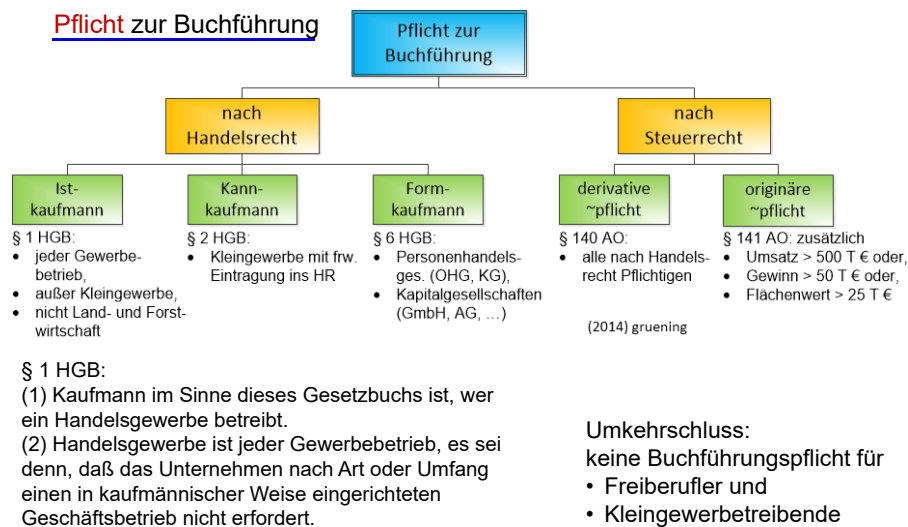 Pflicht zur Buchführung
Pflicht zur
Buchführung
nach
Handelsrecht
nach
Steuerrecht
Ist-
kaufmann
Kann-
kaufmann
Form-
kaufmann
derivative
~pflicht
originäre
~pflicht
§ 1 HGB:
• jeder Gewerbe-
betrieb,
• außer Kleingewerbe,
• nicht Land- und Forst-
wirtschaft
§ 2 HGB:
• Kleingewerbe mit frw.
Eintragung ins HR
§ 6 HGB:
• Personenhandels-
ges. (OHG, KG),
• Kapitalgesellschaften
(GmbH, AG, ...)
§ 140 AO:
• alle nach Handels-
recht Pflichtigen
§ 141 AO: zusätzlich
• Umsatz > 500 T € oder,
• Gewinn > 50 T € oder,
• Flächenwert > 25 T €
(2014) gruening
§ 1 HGB:
(1) Kaufmann im Sinne dieses Gesetzbuchs ist, wer
ein Handelsgewerbe betreibt.
(2) Handelsgewerbe ist jeder Gewerbebetrieb, es sei
denn, daß das Unternehmen nach Art oder Umfang
einen in kaufmännischer Weise eingerichteten
Geschäftsbetrieb nicht erfordert.
Umkehrschluss:
keine Buchführungspflicht für
• Freiberufler und
• Kleingewerbetreibende